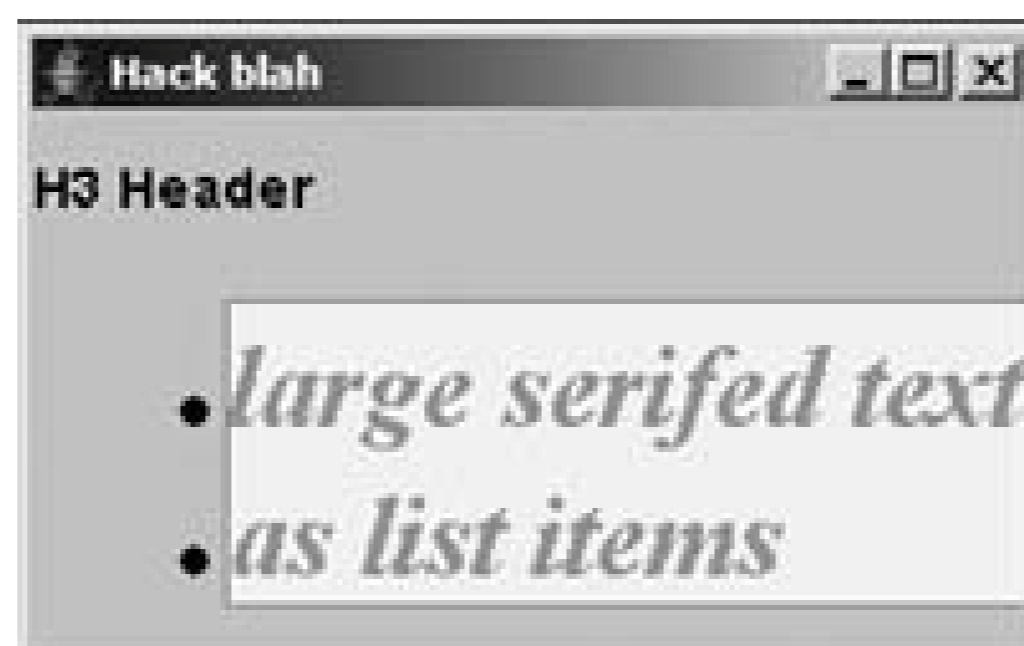 Hack blah
H3 Header
• large serifed text
• as list items